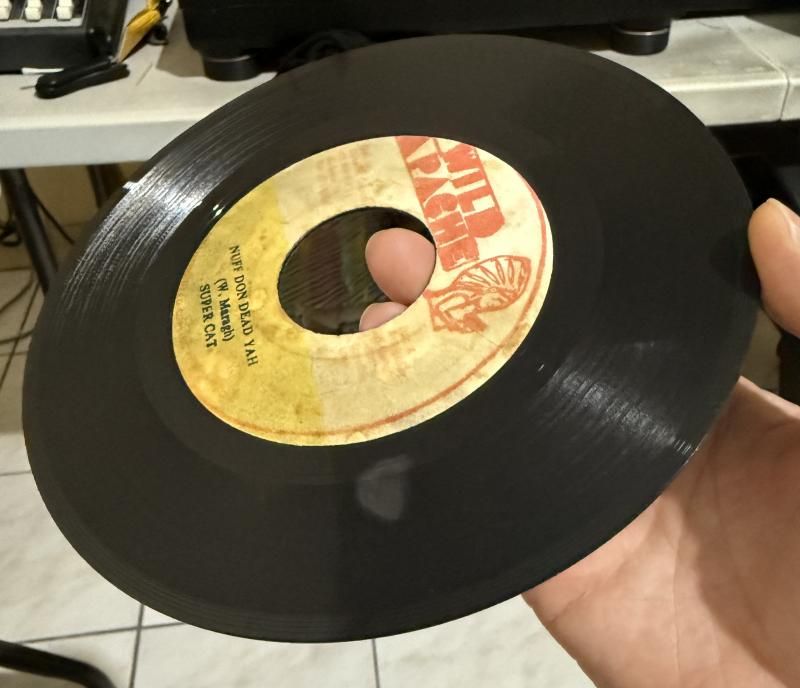 WILD
APACHE
NUFF DON DEAD YAH
(W. Maragh)
SUPER CAT